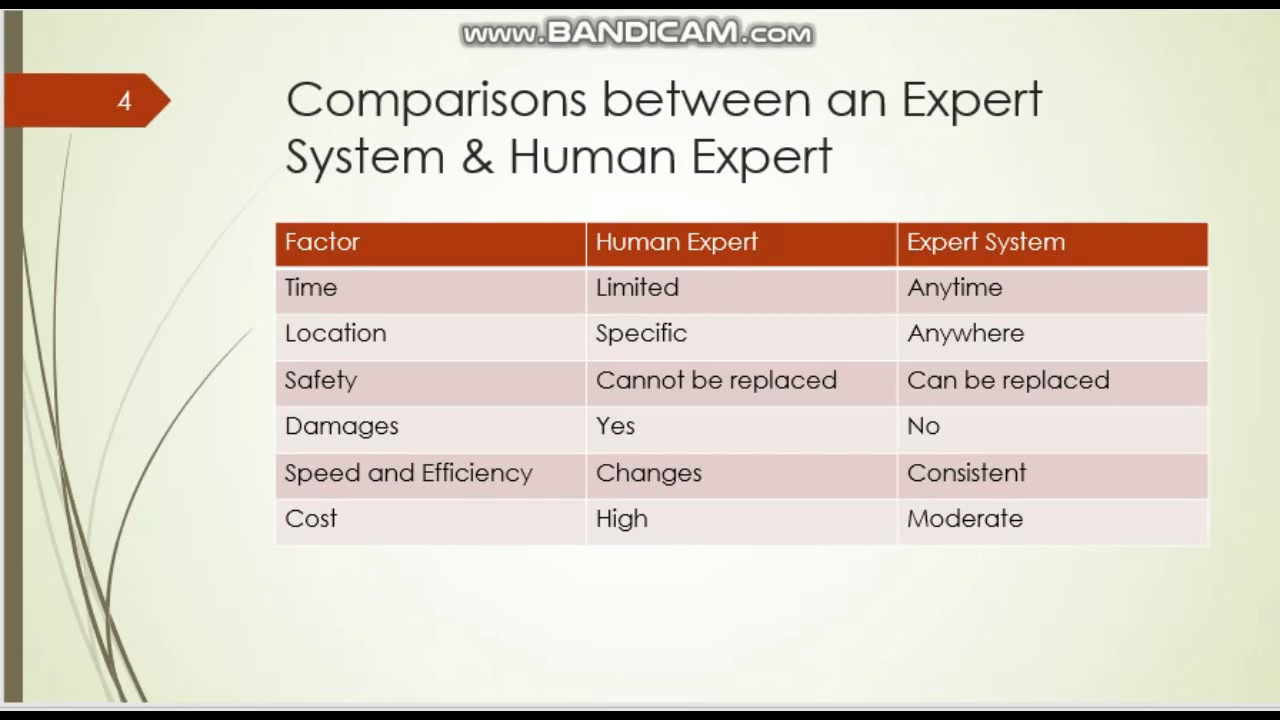 www.BANDICAM.com
4
Comparisons between an Expert
System & Human Expert
Factor Human Expert Expert System
Time Limited Anytime
Location Specific Anywhere
Safety Cannot be replaced Can be replaced
Damages Yes No
Speed and Efficiency Changes Consistent
Cost High Moderate